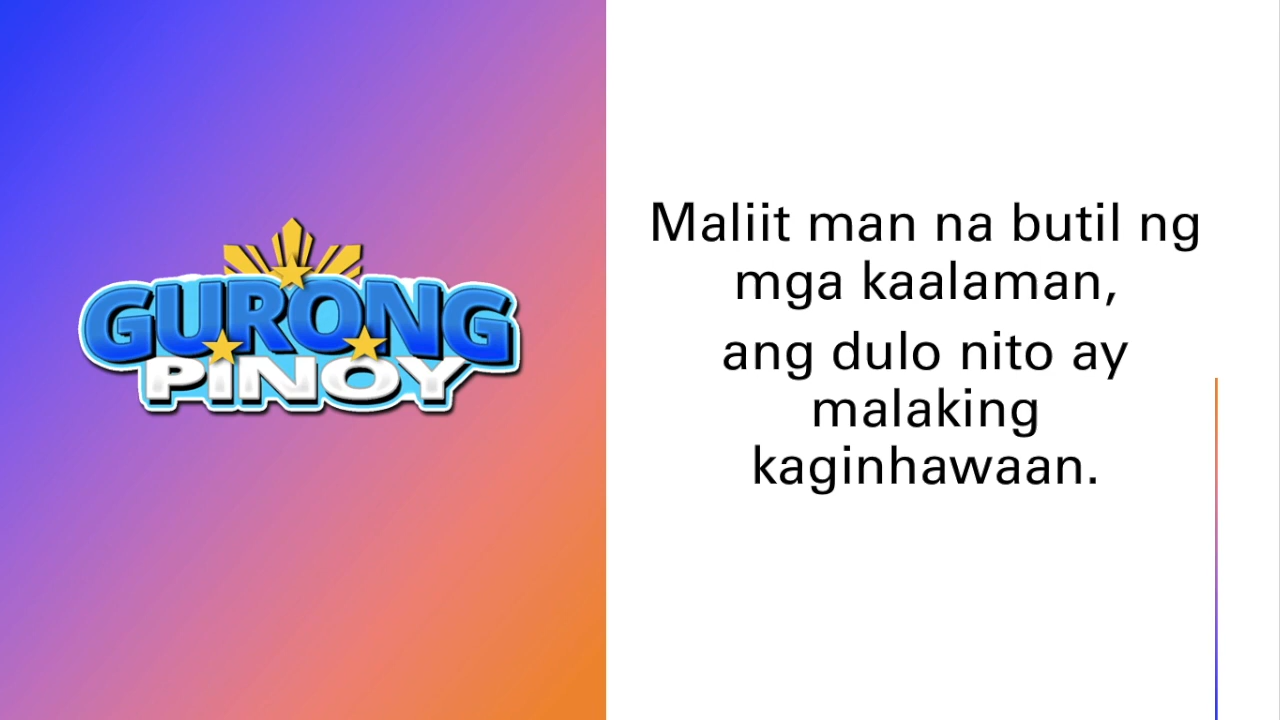 GURONG
PINOY
Maliit man na butil ng
mga kaalaman,
ang dulo nito ay
malaking
kaginhawaan.